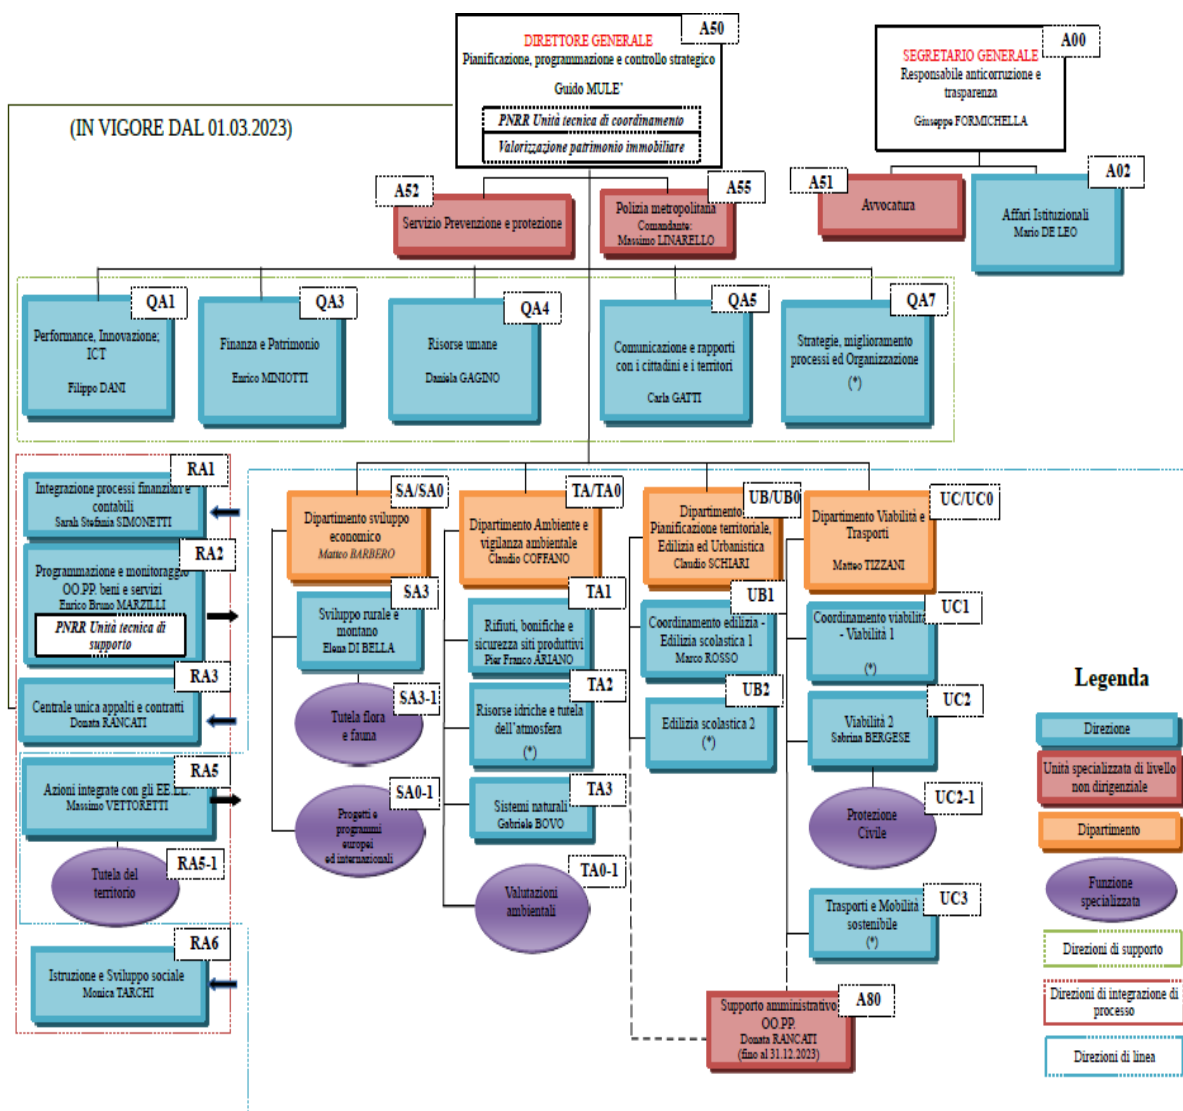 A50
DIRETTORE GENERALE
Pianificazione, programmazione e controllo strategico
Guido MULE'
PNRR Unità tecnica di coordinamento
Valorizzazione patrimonio immobiliare
A00
SEGRETARIO GENERALE
Responsabile anticorruzione e
trasparenza
Giuseppe FORMICHELLA
(IN VIGORE DAL 01.03.2023)
A52
Servizio Prevenzione e protezione
A55
Polizia metropolitana
Comandante:
Massimo LINARELLO
A51
Avvocatura
A02
Affari Istituzionali
Mario DE LEO
QA1
Performance, Innovazione;
ICT
Filippo DANI
QA3
Finanza e Patrimonio
Enrico MINIOTTI
QA4
Risorse umane
Daniela GAGINO
QA5
Comunicazione e rapporti
con i cittadini e i territori
Carla GATTI
QA7
Strategie, miglioramento
processi ed Organizzazione
(*)
RA1
Integrazione processi finanziari e
contabili
Sarah Stefania SIMONETTI
RA2
Programmazione e monitoraggio
OO.PP. beni e servizi
Enrico Bruno MARZILLI
PNRR Unità tecnica di
supporto
RA3
Centrale unica appalti e contratti
Donata RANCATI
RA5
Azioni integrate con gli EE.LL.
Massimo VETTORETTI
RA5-1
Tutela del
territorio
RA6
Istruzione e Sviluppo sociale
Monica TARCHI
SA/SA0
Dipartimento sviluppo
economico
Matteo BARBERO
SA3
Sviluppo rurale e
montano
Elena DI BELLA
SA3-1
Tutela flora
e fauna
SA0-1
Progetti e
programmi
europei
ed internazionali
TA/TA0
Dipartimento Ambiente e
vigilanza ambientale
Claudio COFFANO
TA1
Rifiuti, bonifiche e
sicurezza siti produttivi
Pier Franco ARIANO
TA2
Risorse idriche e tutela
dell'atmosfera
(*)
TA3
Sistemi naturali
Gabriele BOVO
TA0-1
Valutazioni
ambientali
UB/UB0
Dipartimento
Pianificazione territoriale,
Edilizia ed Urbanistica
Claudio SCHIARI
UB1
Coordinamento edilizia -
Edilizia scolastica 1
Marco ROSSO
UB2
Edilizia scolastica 2
(*)
UC/UC0
Dipartimento Viabilità e
Trasporti
Matteo TIZZANI
UC1
Coordinamento viabilità
- Viabilità 1
(*)
UC2
Viabilità 2
Sabrina BERGESE
UC2-1
Protezione
Civile
UC3
Trasporti e Mobilità
sostenibile
(*)
A80
Supporto amministrativo
OO.PP.
Donata RANCATI
(fino al 31.12.2023)
Legenda
Direzione
Unità specializzata di livello
non dirigenziale
Dipartimento
Funzione
specializzata
Direzioni di supporto
Direzioni di integrazione di
processo
Direzioni di linea